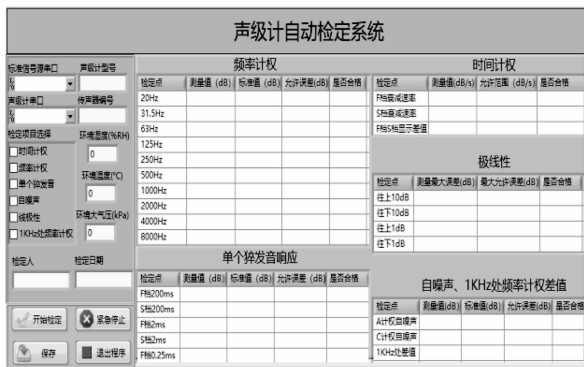 声级计自动检定系统
标准信号源串口 声级计型号
声级计串口 传声器编号
检定项目选择
环境湿度(%RH)
0
环境温度(°C)
0
环境大气压(kPa)
0
时间计权
频率计权
单个猝发音
自噪声
线极性
1KHz处频率计权
检定人 检定日期
开始检定 紧急停止
保存 退出程序
频率计权
检定点 测量值 (dB) 标准值 (dB) 允许误差(dB) 是否合格
20Hz
31.5Hz
63Hz
125Hz
250Hz
500Hz
1000Hz
2000Hz
4000Hz
8000Hz
单个猝发音响应
检定点 测量值 (dB) 标准值 (dB) 允许误差 (dB) 是否合格
F档200ms
S档200ms
F档2ms
S档2ms
F档0.25ms
时间计权
检定点 测量值(dB/s) 允许范围 (dB/s) 是否合格
F档衰减速率
S档衰减速率
F档S档显示差值
极线性
检定点 测量最大误差(dB) 最大允许误差(dB) 是否合格
往上10dB
往下10dB
往上1dB
往下1dB
自噪声、1KHz处频率计权差值
检定点 测量值(dB) 标准值(dB) 允许误差(dB) 是否合格
A计权自噪声
C计权自噪声
1KHz处差值